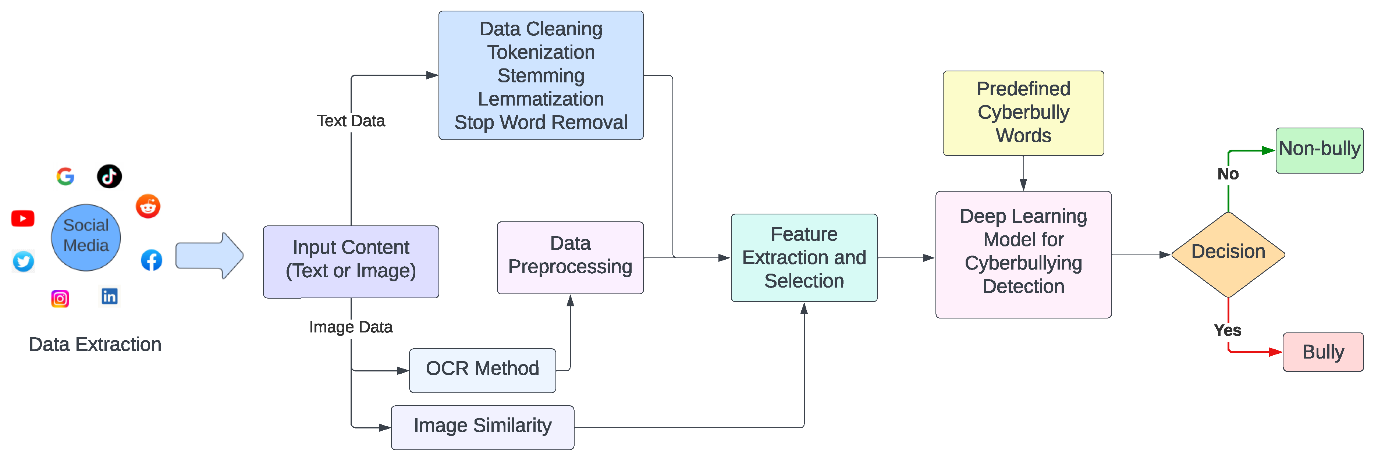 Social
Media
Data Extraction
Input Content
(Text or Image)
Text Data
Data Cleaning
Tokenization
Stemming
Lemmatization
Stop Word Removal
Image Data
OCR Method
Image Similarity
Data
Preprocessing
Feature
Extraction and
Selection
Predefined
Cyberbully
Words
Deep Learning
Model for
Cyberbullying
Detection
Decision
No
Non-bully
Yes
Bully